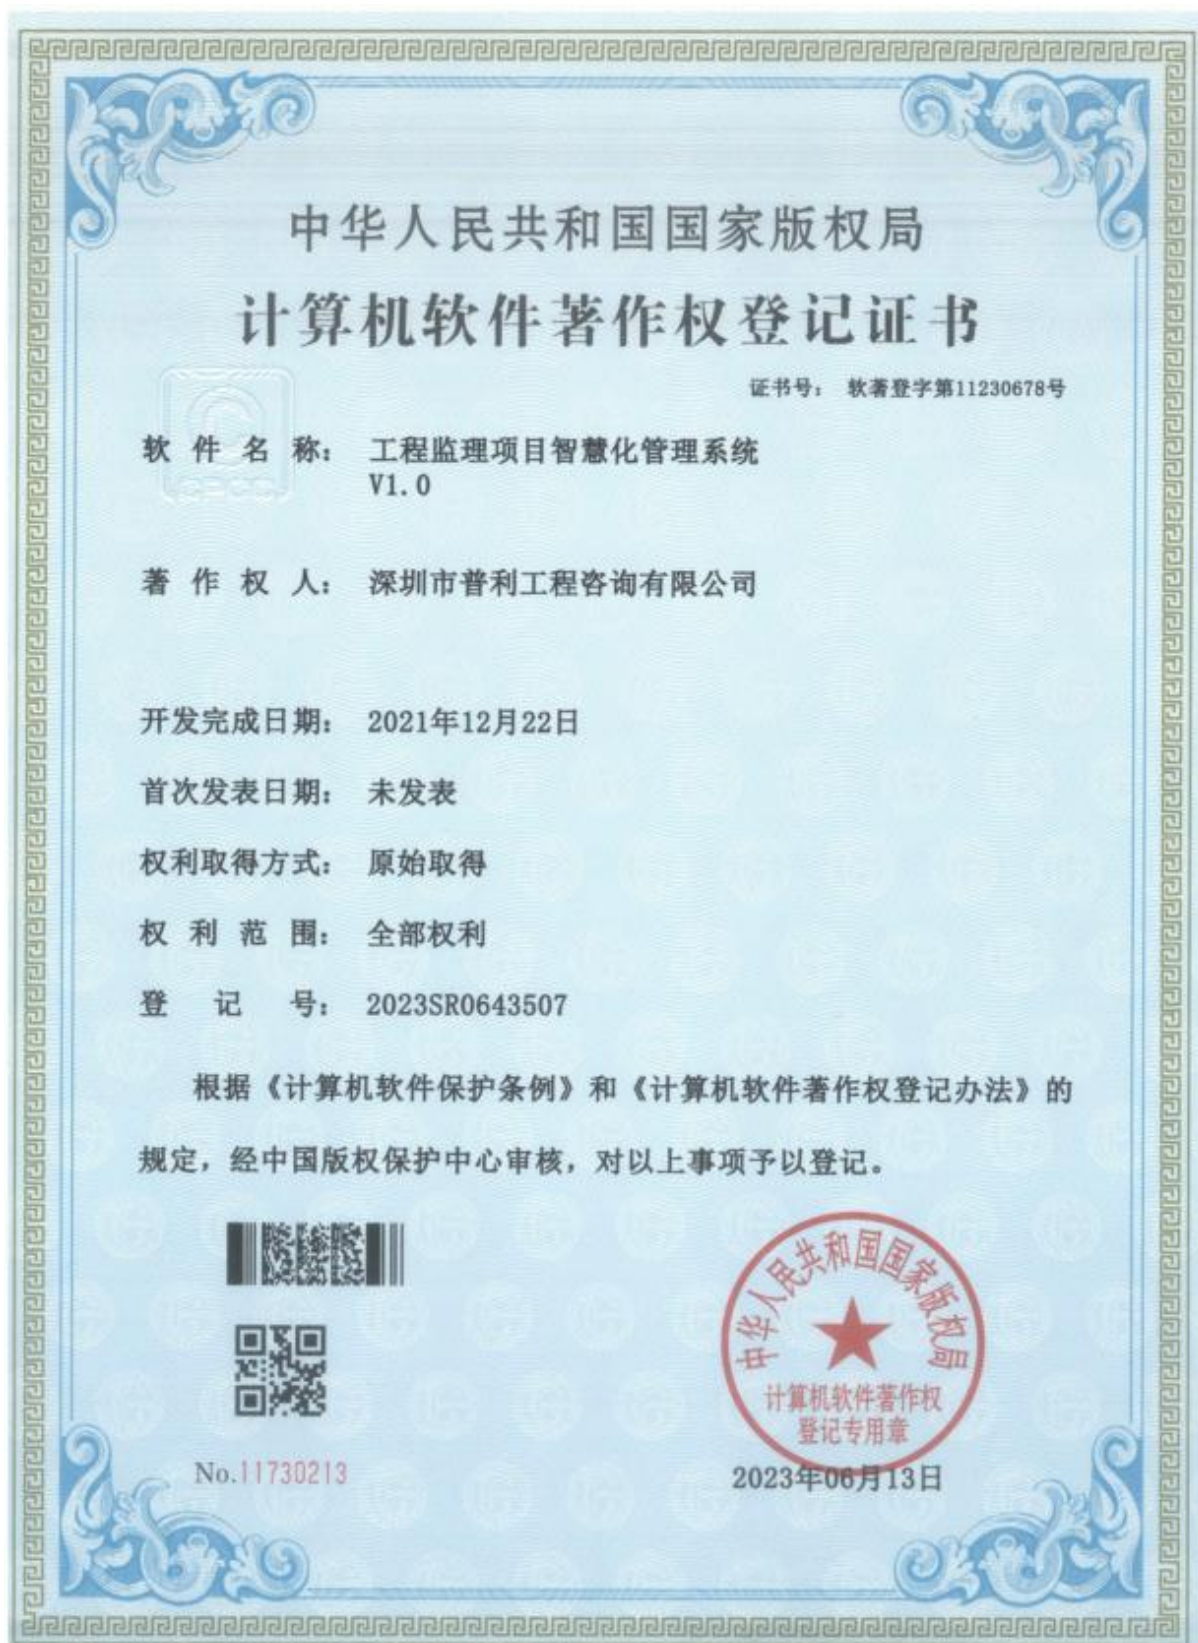 中华人民共和国国家版权局
计算机软件著作权登记证书
证书号： 软著登字第11230678号
软件名称： 工程监理项目智慧化管理系统
V1.0
著作权人： 深圳市普利工程咨询有限公司
开发完成日期： 2021年12月22日
首次发表日期： 未发表
权利取得方式： 原始取得
权利范围： 全部权利
登记号： 2023SR0643507
根据《计算机软件保护条例》和《计算机软件著作权登记办法》的
规定，经中国版权保护中心审核，对以上事项予以登记。
中华人民共和国国家版权局
计算机软件著作权
登记专用章
No.11730213
2023年06月13日